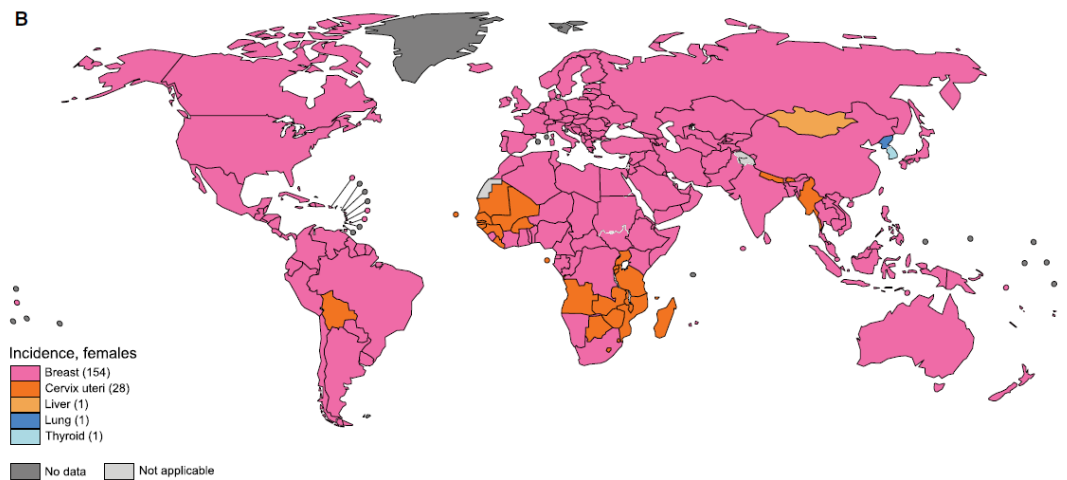 B
Incidence, females
Breast (154)
Cervix uteri (28)
Liver (1)
Lung (1)
Thyroid (1)
No data
Not applicable